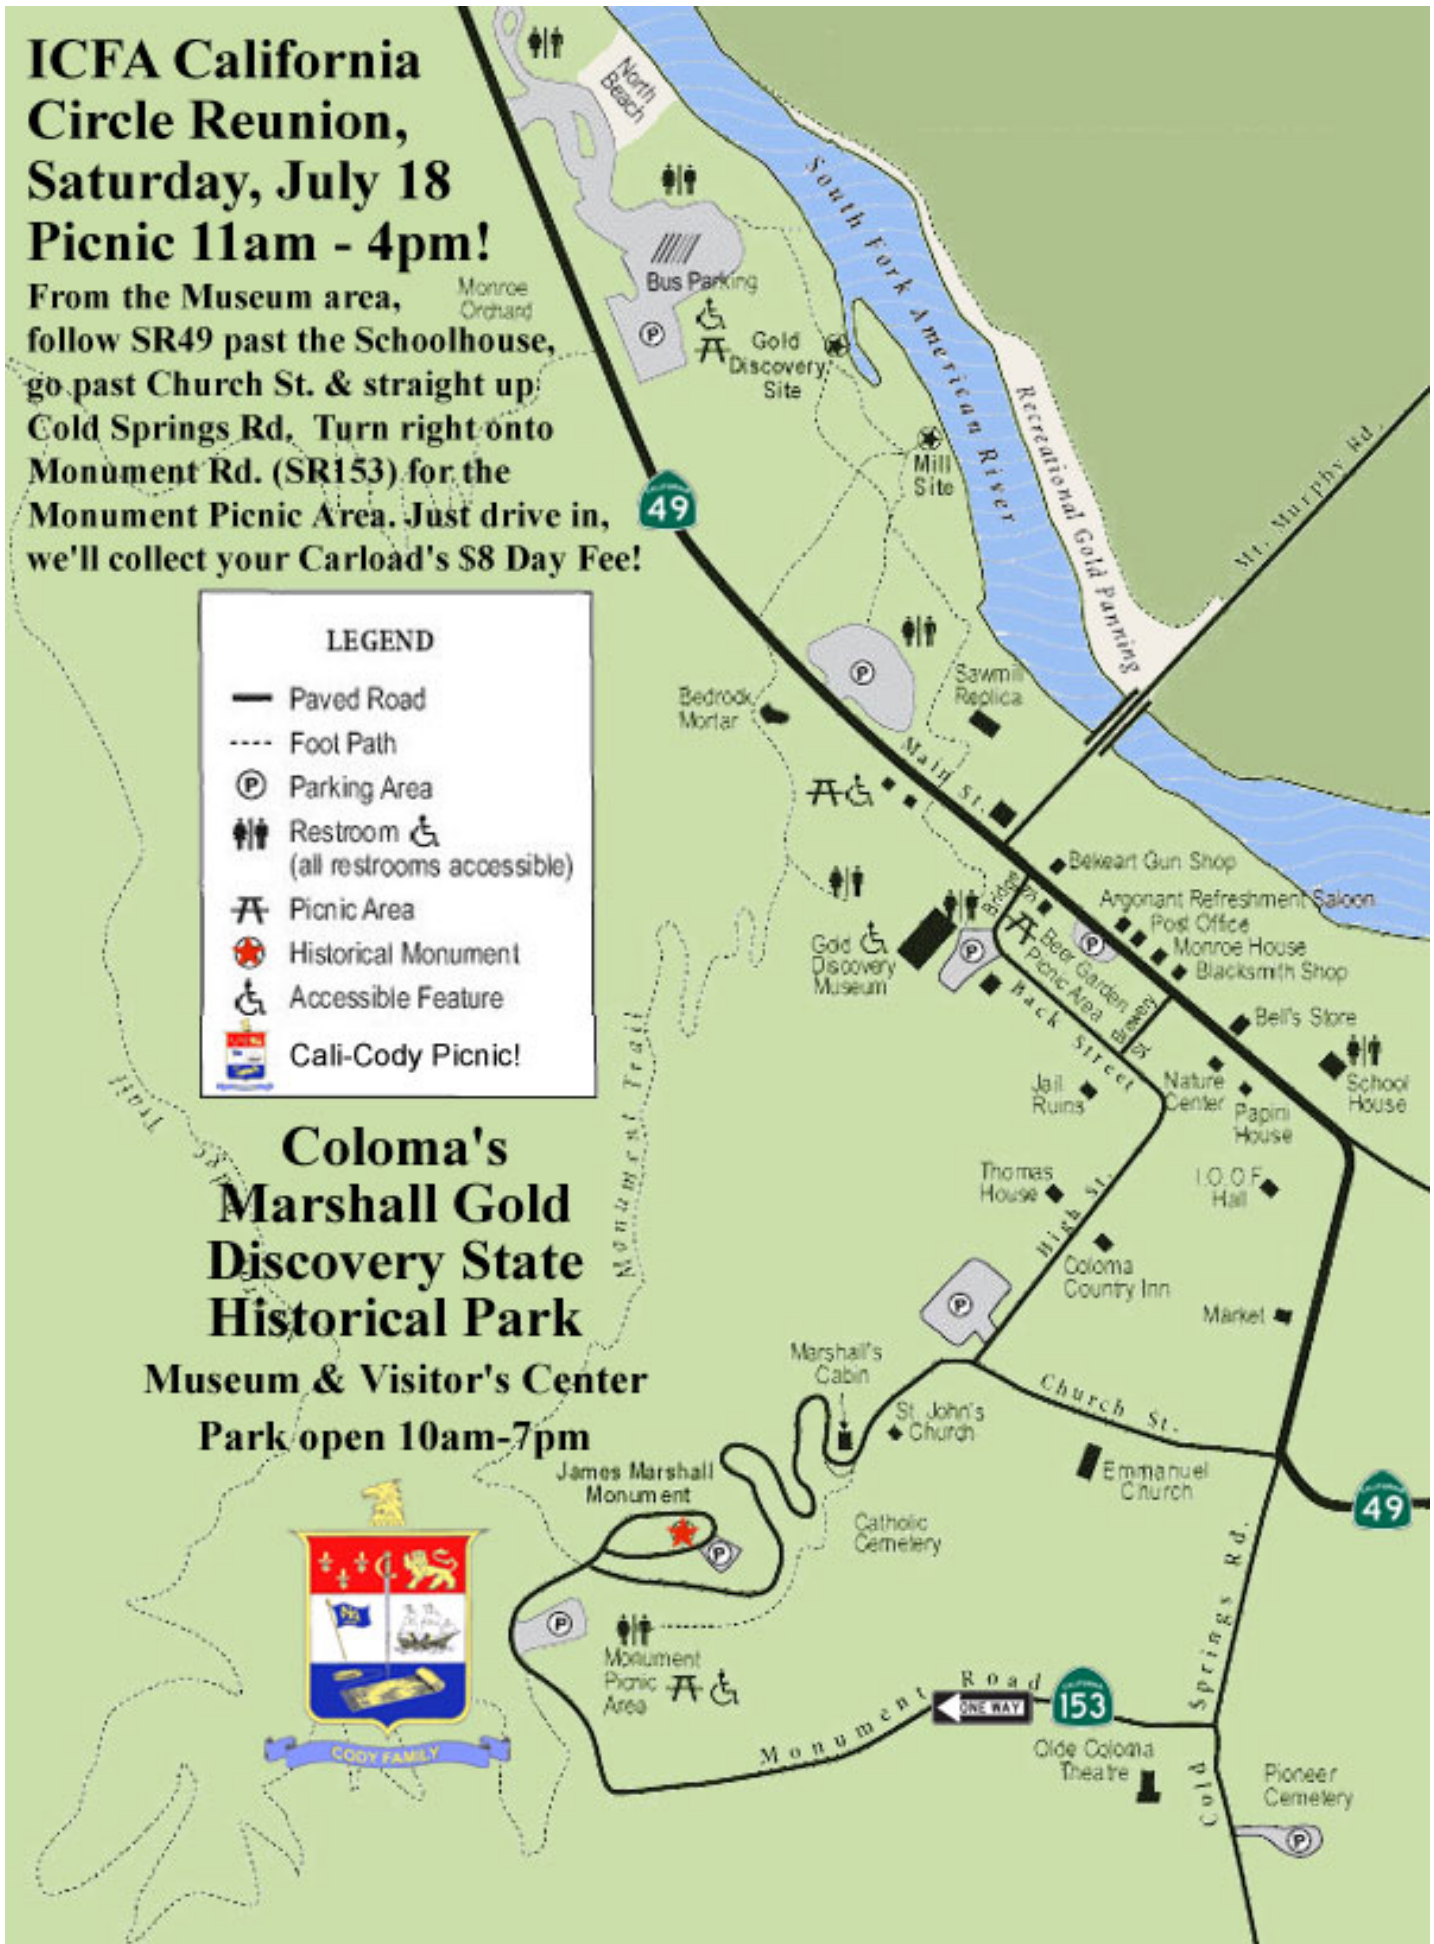 ICFA California
Circle Reunion,
Saturday, July 18
Picnic 11am - 4pm!
From the Museum area,
follow SR49 past the Schoolhouse,
go past Church St. & straight up
Cold Springs Rd. Turn right onto
Monument Rd. (SR153) for the
Monument Picnic Area. Just drive in,
we'll collect your Carload's $8 Day Fee!
LEGEND
Paved Road
Foot Path
P Parking Area
Restroom
(all restrooms accessible)
Picnic Area
Historical Monument
Accessible Feature
Cali-Cody Picnic!
Coloma's
Marshall Gold
Discovery State
Historical Park
Museum & Visitor's Center
Park open 10am-7pm
CODY FAMILY
North
Beach
South Fork American River
Monroe
Orchard
Bus Parking
P
Gold
Discovery
Site
Recreational Gold Panning
Mt. Murphy Rd.
Mill
Site
CALIFORNIA
49
P
Sawmill
Replica
Bedrock
Mortar
Main St.
Bekeart Gun Shop
Bridge St.
Argonant Refreshment Saloon
Post Office
Monroe House
Blacksmith Shop
P
Beer Garden
Picnic Area
P
Gold
Discovery
Museum
Back Street
Brewery St.
Bell's Store
School
House
Nature
Center
Papini
House
Jail
Ruins
Thomas
House
I.O.O.F.
Hall
High St.
Coloma
Country Inn
P
Market
Monument Trail
Trail
Marshall's
Cabin
St. John's
Church
Church St.
Emmanuel
Church
CALIFORNIA
49
James Marshall
Monument
P
Catholic
Cemetery
P
Monument
Picnic
Area
Monument Road
ONE WAY
CALIFORNIA
153
Cold Springs Rd.
Olde Coloma
Theatre
Pioneer
Cemetery
P